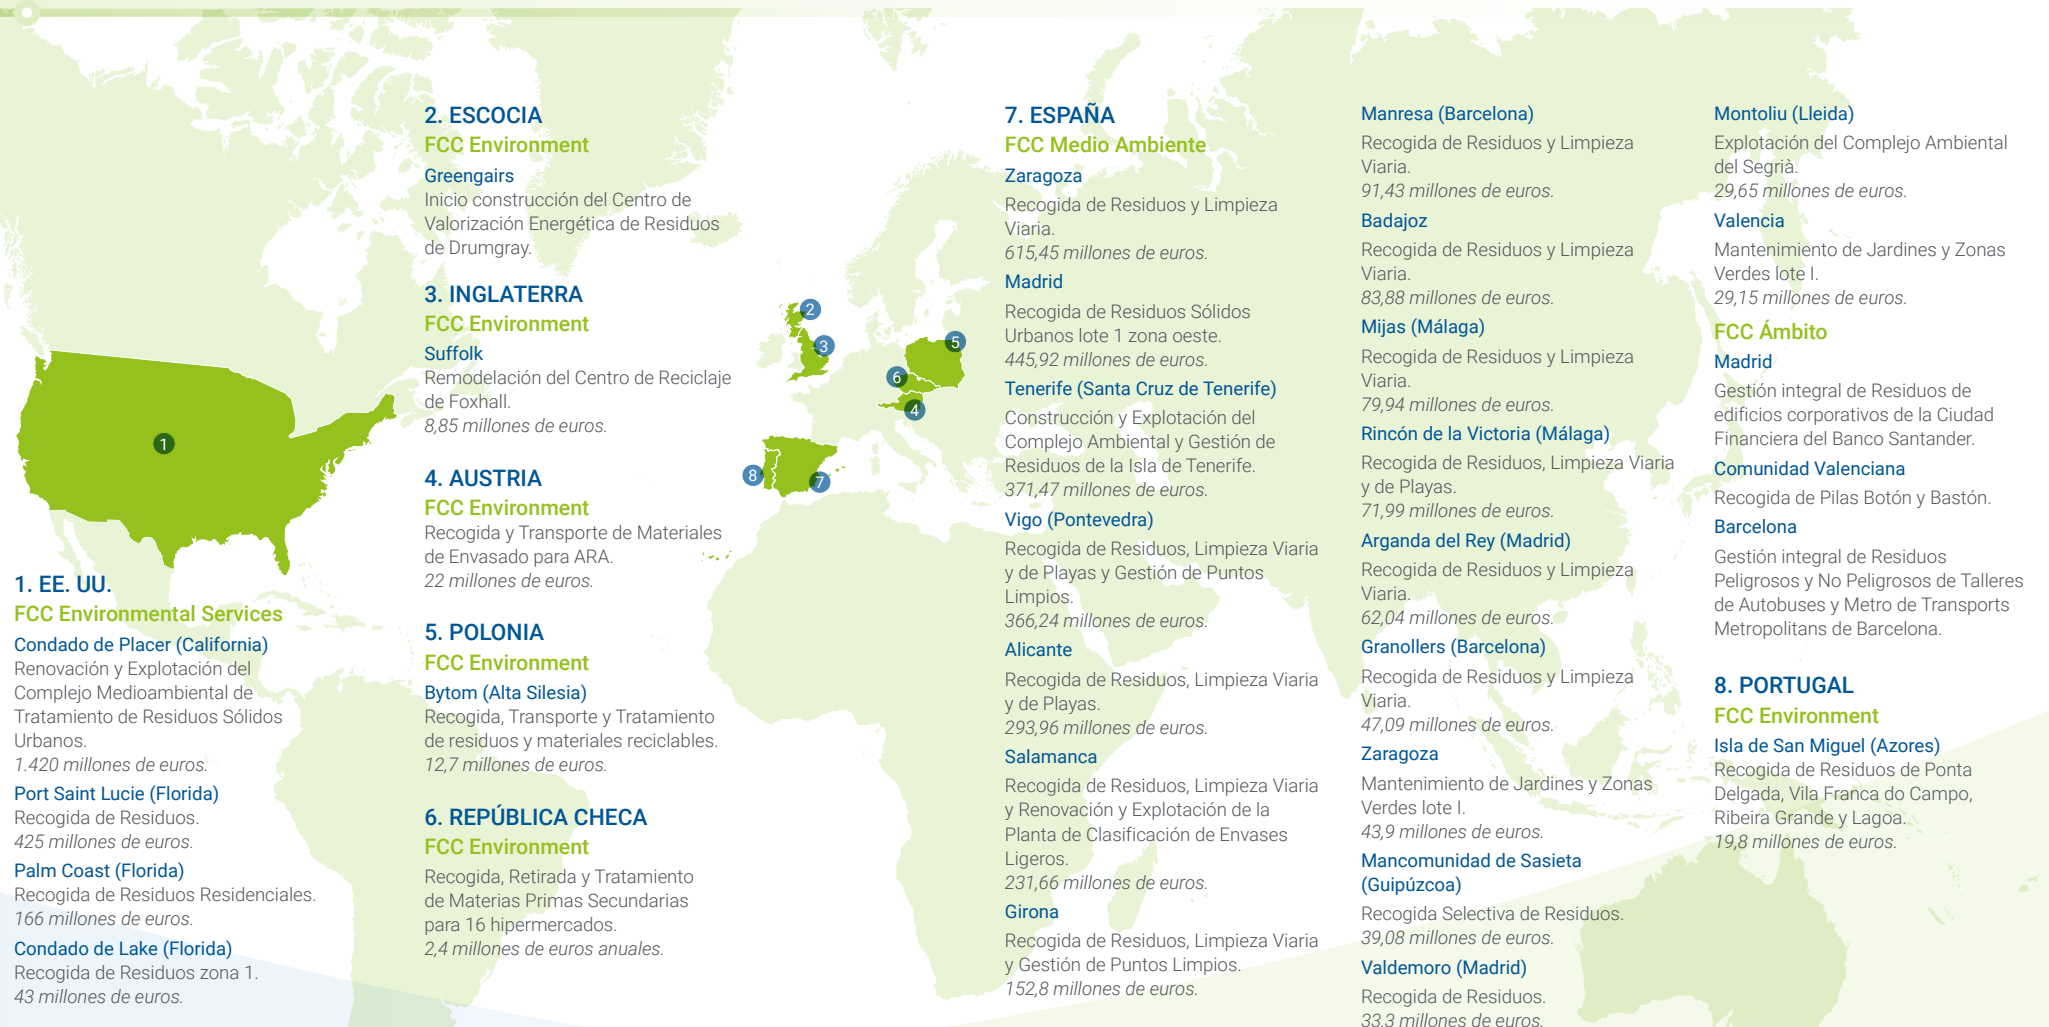 1. EE. UU.
FCC Environmental Services
Condado de Placer (California)
Renovación y Explotación del
Complejo Medioambiental de
Tratamiento de Residuos Sólidos
Urbanos.
1.420 millones de euros.
Port Saint Lucie (Florida)
Recogida de Residuos.
425 millones de euros.
Palm Coast (Florida)
Recogida de Residuos Residenciales.
166 millones de euros.
Condado de Lake (Florida)
Recogida de Residuos zona 1.
43 millones de euros.
2. ESCOCIA
FCC Environment
Greengairs
Inicio construcción del Centro de
Valorización Energética de Residuos
de Drumgray.
3. INGLATERRA
FCC Environment
Suffolk
Remodelación del Centro de Reciclaje
de Foxhall.
8,85 millones de euros.
4. AUSTRIA
FCC Environment
Recogida y Transporte de Materiales
de Envasado para ARA.
22 millones de euros.
5. POLONIA
FCC Environment
Bytom (Alta Silesia)
Recogida, Transporte y Tratamiento
de residuos y materiales reciclables.
12,7 millones de euros.
6. REPÚBLICA CHECA
FCC Environment
Recogida, Retirada y Tratamiento
de Materias Primas Secundarias
para 16 hipermercados.
2,4 millones de euros anuales.
1
2
3
5
6
4
8
7
7. ESPAÑA
FCC Medio Ambiente
Zaragoza
Recogida de Residuos y Limpieza
Viaria.
615,45 millones de euros.
Madrid
Recogida de Residuos Sólidos
Urbanos lote 1 zona oeste.
445,92 millones de euros.
Tenerife (Santa Cruz de Tenerife)
Construcción y Explotación del
Complejo Ambiental y Gestión de
Residuos de la Isla de Tenerife.
371,47 millones de euros.
Vigo (Pontevedra)
Recogida de Residuos, Limpieza Viaria
y de Playas y Gestión de Puntos
Limpios.
366,24 millones de euros.
Alicante
Recogida de Residuos, Limpieza Viaria
y de Playas.
293,96 millones de euros.
Salamanca
Recogida de Residuos, Limpieza Viaria
y Renovación y Explotación de la
Planta de Clasificación de Envases
Ligeros.
231,66 millones de euros.
Girona
Recogida de Residuos, Limpieza Viaria
y Gestión de Puntos Limpios.
152,8 millones de euros.
Manresa (Barcelona)
Recogida de Residuos y Limpieza
Viaria.
91,43 millones de euros.
Badajoz
Recogida de Residuos y Limpieza
Viaria.
83,88 millones de euros.
Mijas (Málaga)
Recogida de Residuos y Limpieza
Viaria.
79,94 millones de euros.
Rincón de la Victoria (Málaga)
Recogida de Residuos, Limpieza Viaria
y de Playas.
71,99 millones de euros.
Arganda del Rey (Madrid)
Recogida de Residuos y Limpieza
Viaria.
62,04 millones de euros.
Granollers (Barcelona)
Recogida de Residuos y Limpieza
Viaria.
47,09 millones de euros.
Zaragoza
Mantenimiento de Jardines y Zonas
Verdes lote I.
43,9 millones de euros.
Mancomunidad de Sasieta
(Guipúzcoa)
Recogida Selectiva de Residuos.
39,08 millones de euros.
Valdemoro (Madrid)
Recogida de Residuos.
33,3 millones de euros.
Montoliu (Lleida)
Explotación del Complejo Ambiental
del Segrià.
29,65 millones de euros.
Valencia
Mantenimiento de Jardines y Zonas
Verdes lote I.
29,15 millones de euros.
FCC Ámbito
Madrid
Gestión integral de Residuos de
edificios corporativos de la Ciudad
Financiera del Banco Santander.
Comunidad Valenciana
Recogida de Pilas Botón y Bastón.
Barcelona
Gestión integral de Residuos
Peligrosos y No Peligrosos de Talleres
de Autobuses y Metro de Transports
Metropolitans de Barcelona.
8. PORTUGAL
FCC Environment
Isla de San Miguel (Azores)
Recogida de Residuos de Ponta
Delgada, Vila Franca do Campo,
Ribeira Grande y Lagoa.
19,8 millones de euros.